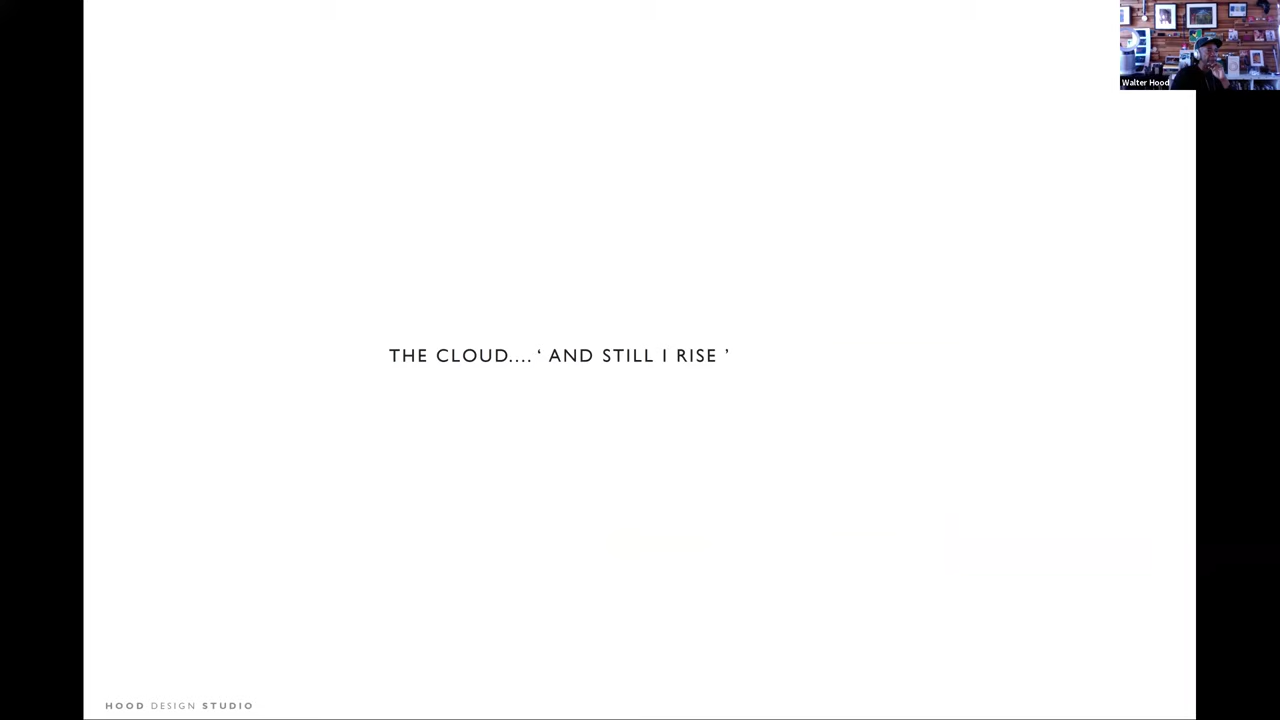 Walter Hood
THE CLOUD.... ‘ AND STILL I RISE ’
HOOD DESIGN STUDIO